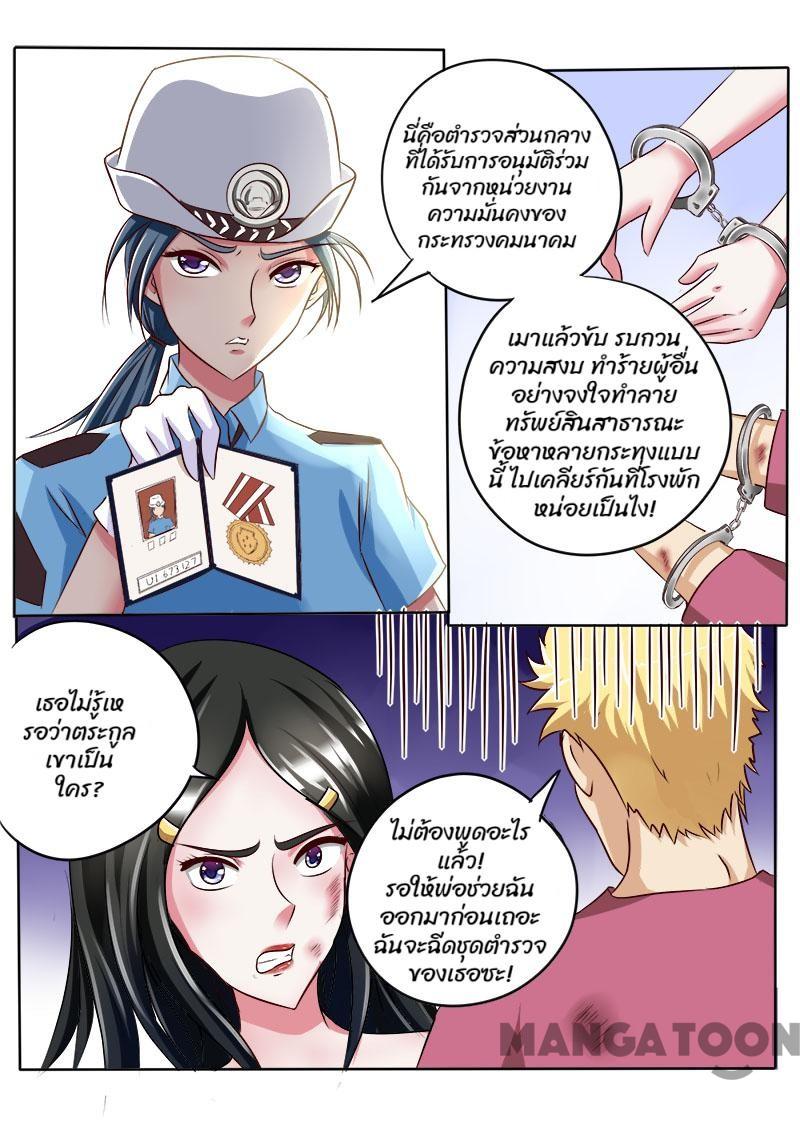 นี่คือตำรวจส่วนกลาง
ที่ได้รับการอนุมัติร่วม
กันจากหน่วยงาน
ความมั่นคงของ
กระทรวงคมนาคม
เมาแล้วขับ รบกวน
ความสงบ ทำร้ายผู้อื่น
อย่างจงใจทำลาย
ทรัพย์สินสาธารณะ
ข้อหาหลายกระทงแบบ
นี้ ไปเคลียร์กันที่โรงพัก
หน่อยเป็นไง!
U1 673127
เธอไม่รู้เห
รอว่าตระกูล
เขาเป็น
ใคร?
ไม่ต้องพูดอะไร
แล้ว!
รอให้พ่อช่วยฉัน
ออกมาก่อนเถอะ
ฉันจะฉีดชุดตำรวจ
ของเธอซะ!
MANGATOON